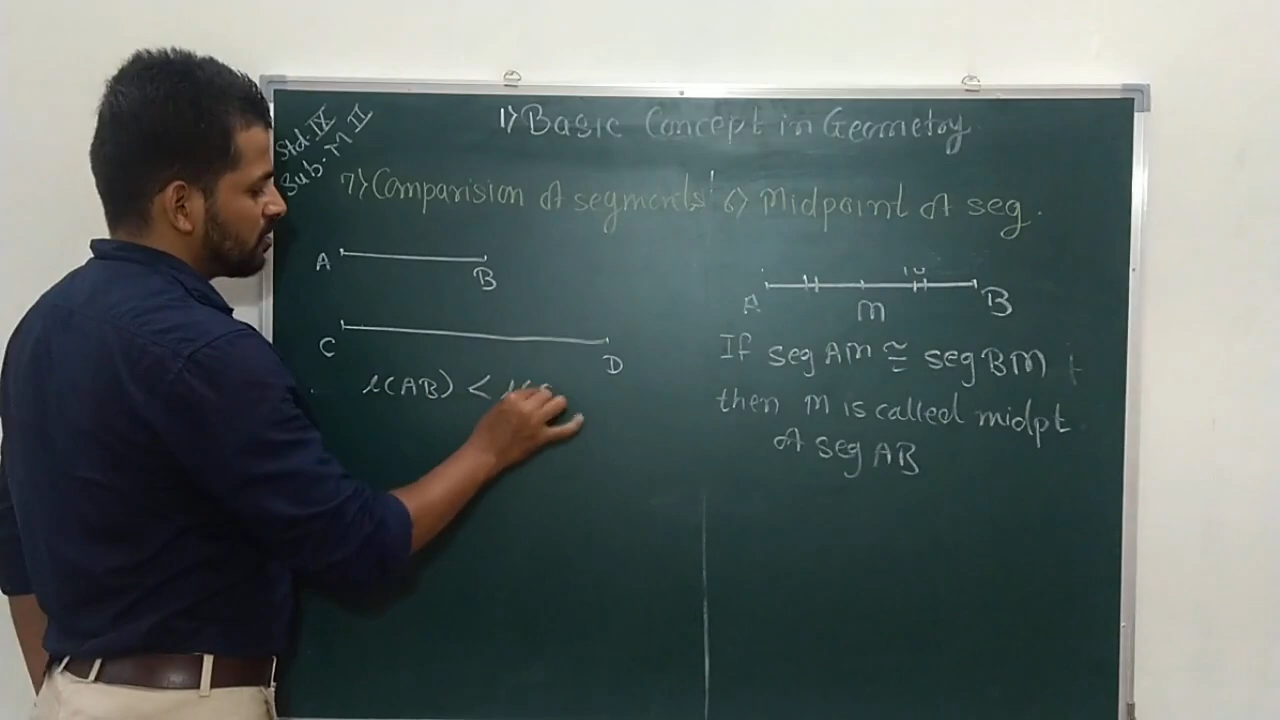 Std. IX
Sub. M II
1) Basic Concept in Geometry
7) Comparision of segments
A
B
C
D
l(AB) <
6) Midpoint of seg.
A
M
B
If seg AM ≅ seg BM
then M is called midpt
of seg AB